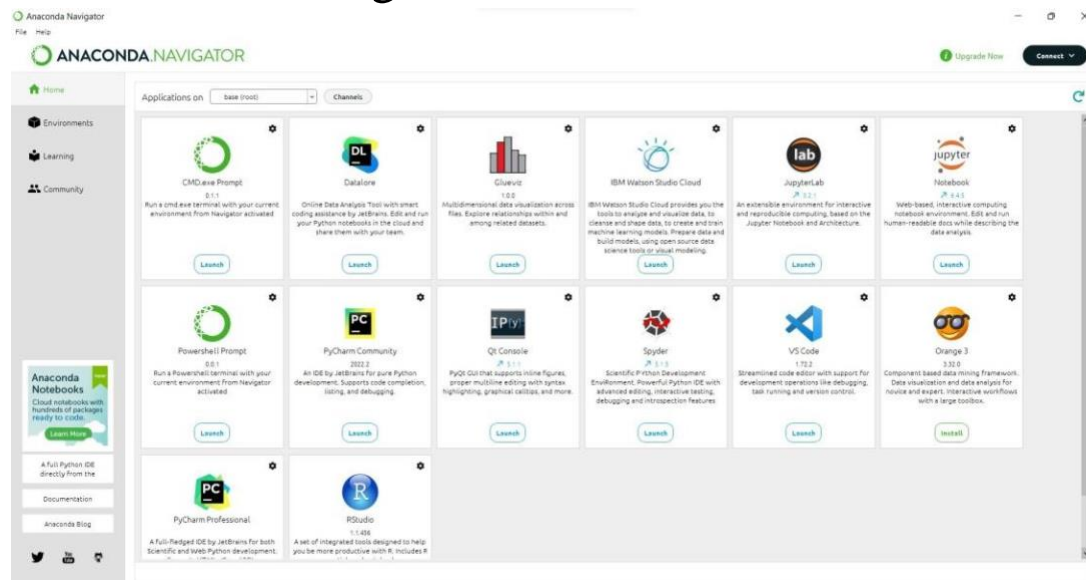 Anaconda Navigator
File Help
ANACONDA.NAVIGATOR
Upgrade Now
Connect
Home
Environments
Learning
Community
Applications on
base (root)
Channels
CMD.exe Prompt
0.1.1
Run a cmd.exe terminal with your current
environment from Navigator activated
Launch
DL
Datalore
Online Data Analysis Tool with smart
coding assistance by JetBrains. Edit and run
your Python notebooks in the cloud and
share them with your team.
Launch
Glueviz
1.0.0
Multidimensional data visualization across
files. Explore relationships within and
among related datasets.
Launch
IBM Watson Studio Cloud
IBM Watson Studio Cloud provides you the
tools to analyze and visualize data, to
cleanse and shape data, to create and train
machine learning models. Prepare data and
build models, using open source data
science tools or visual modeling.
Launch
lab
JupyterLab
3.2.1
An extensible environment for interactive
and reproducible computing, based on the
Jupyter Notebook and Architecture.
Launch
jupyter
Notebook
6.4.5
Web-based, interactive computing
notebook environment. Edit and run
human-readable docs while describing the
data analysis.
Launch
Powershell Prompt
0.0.1
Run a Powershell terminal with your
current environment from Navigator
activated
Launch
PC
PyCharm Community
2022.2
An IDE by JetBrains for pure Python
development. Supports code completion,
listing, and debugging.
Launch
IP[y]:
Qt Console
PyQt GUI that supports inline figures,
proper multiline editing with syntax
highlighting, graphical calltips, and more.
Launch
Spyder
Scientific PYthon Development
EnviRonment. Powerful Python IDE with
advanced editing, interactive testing,
debugging and introspection features
Launch
VS Code
1.72.2
Streamlined code editor with support for
development operations like debugging,
task running and version control.
Launch
Orange 3
3.32.0
Component based data mining framework.
Data visualization and data analysis for
novice and expert. Interactive workflows
with a large toolbox.
Install
PC
PyCharm Professional
A full-fledged IDE by JetBrains for both
Scientific and Web Python development.
R
RStudio
1.1.456
A set of integrated tools designed to help
you be more productive with R. Includes R
Anaconda
Notebooks
Cloud notebooks with
hundreds of packages
ready to code.
Learn More
A full Python IDE
directly from the
Documentation
Anaconda Blog
You
Tube